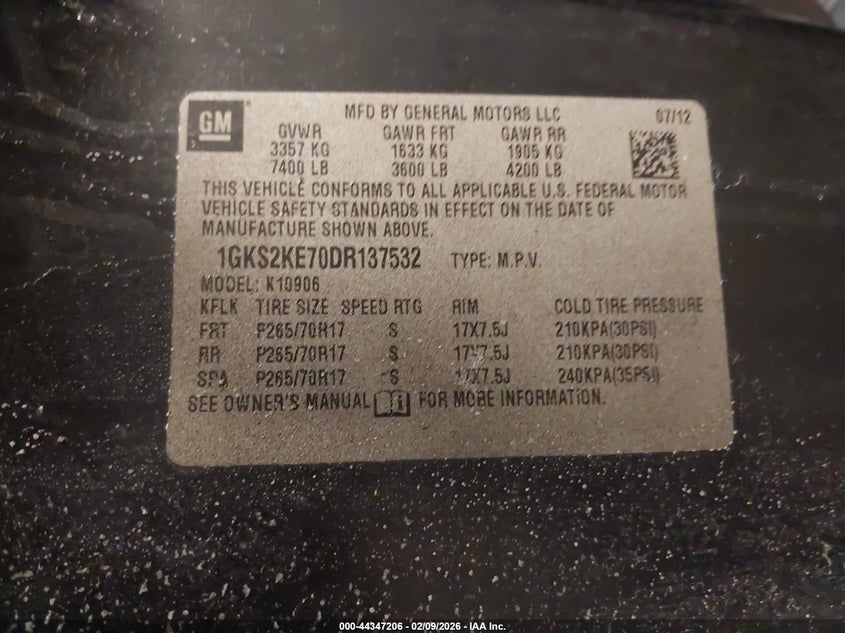 GM
MFD BY GENERAL MOTORS LLC 07/12
GVWR GAWR FRT GAWR RR
3357 KG 1633 KG 1905 KG
7400 LB 3600 LB 4200 LB
THIS VEHICLE CONFORMS TO ALL APPLICABLE U.S. FEDERAL MOTOR
VEHICLE SAFETY STANDARDS IN EFFECT ON THE DATE OF
MANUFACTURE SHOWN ABOVE.
1GKS2KE70DR137532 TYPE: M.P.V.
MODEL: K10906
KFLK TIRE SIZE SPEED RTG RIM COLD TIRE PRESSURE
FRT P265/70R17 S 17X7.5J 210KPA(30PSI)
RR P265/70R17 S 17X7.5J 210KPA(30PSI)
SPA P265/70R17 S 17X7.5J 240KPA(35PSI)
SEE OWNER'S MANUAL FOR MORE INFORMATION.
000-44347206 - 02/09/2026 - IAA Inc.